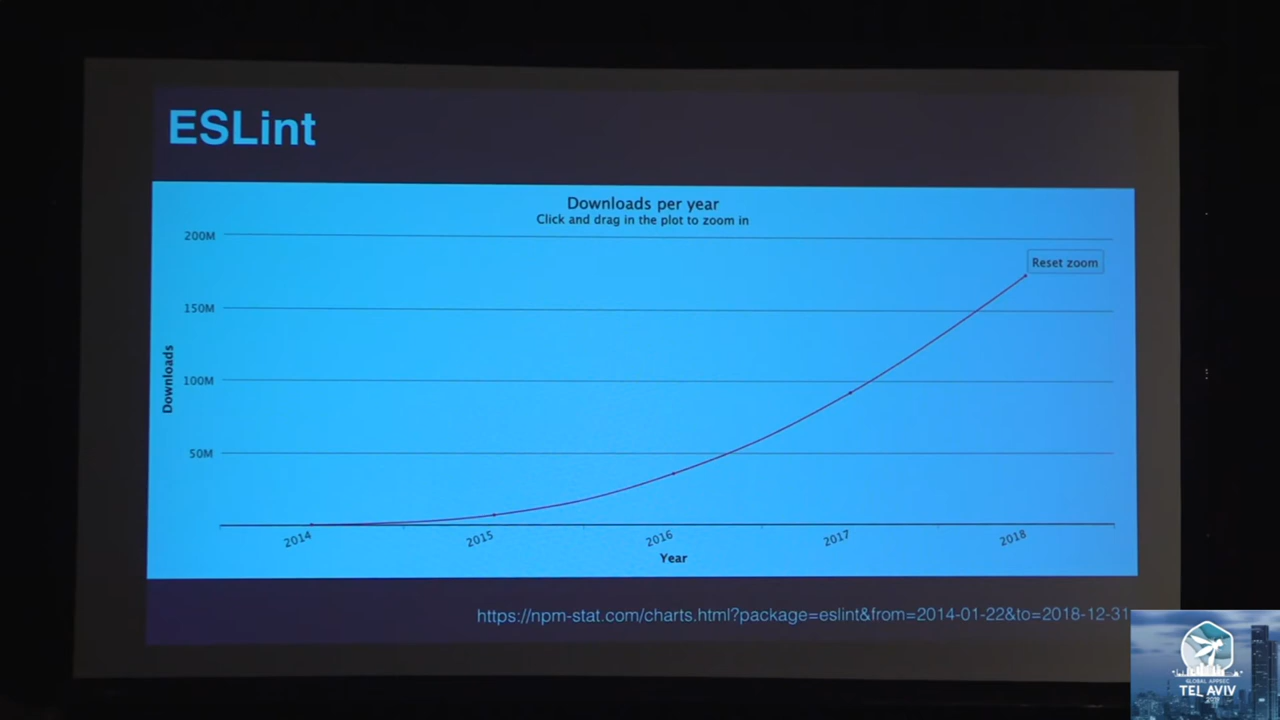 ESLint
Downloads per year
Click and drag in the plot to zoom in
200M
Reset zoom
150M
Downloads
100M
50M
2014
2015
2016
2017
2018
Year
https://npm-stat.com/charts.html?package=eslint&from=2014-01-22&to=2018-12-31
GLOBAL APPSEC
TEL AVIV